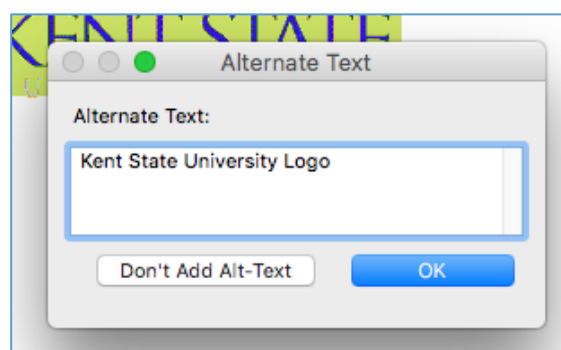 KENT STATE
U
Alternate Text
Alternate Text:
Kent State University Logo
Don't Add Alt-Text
OK